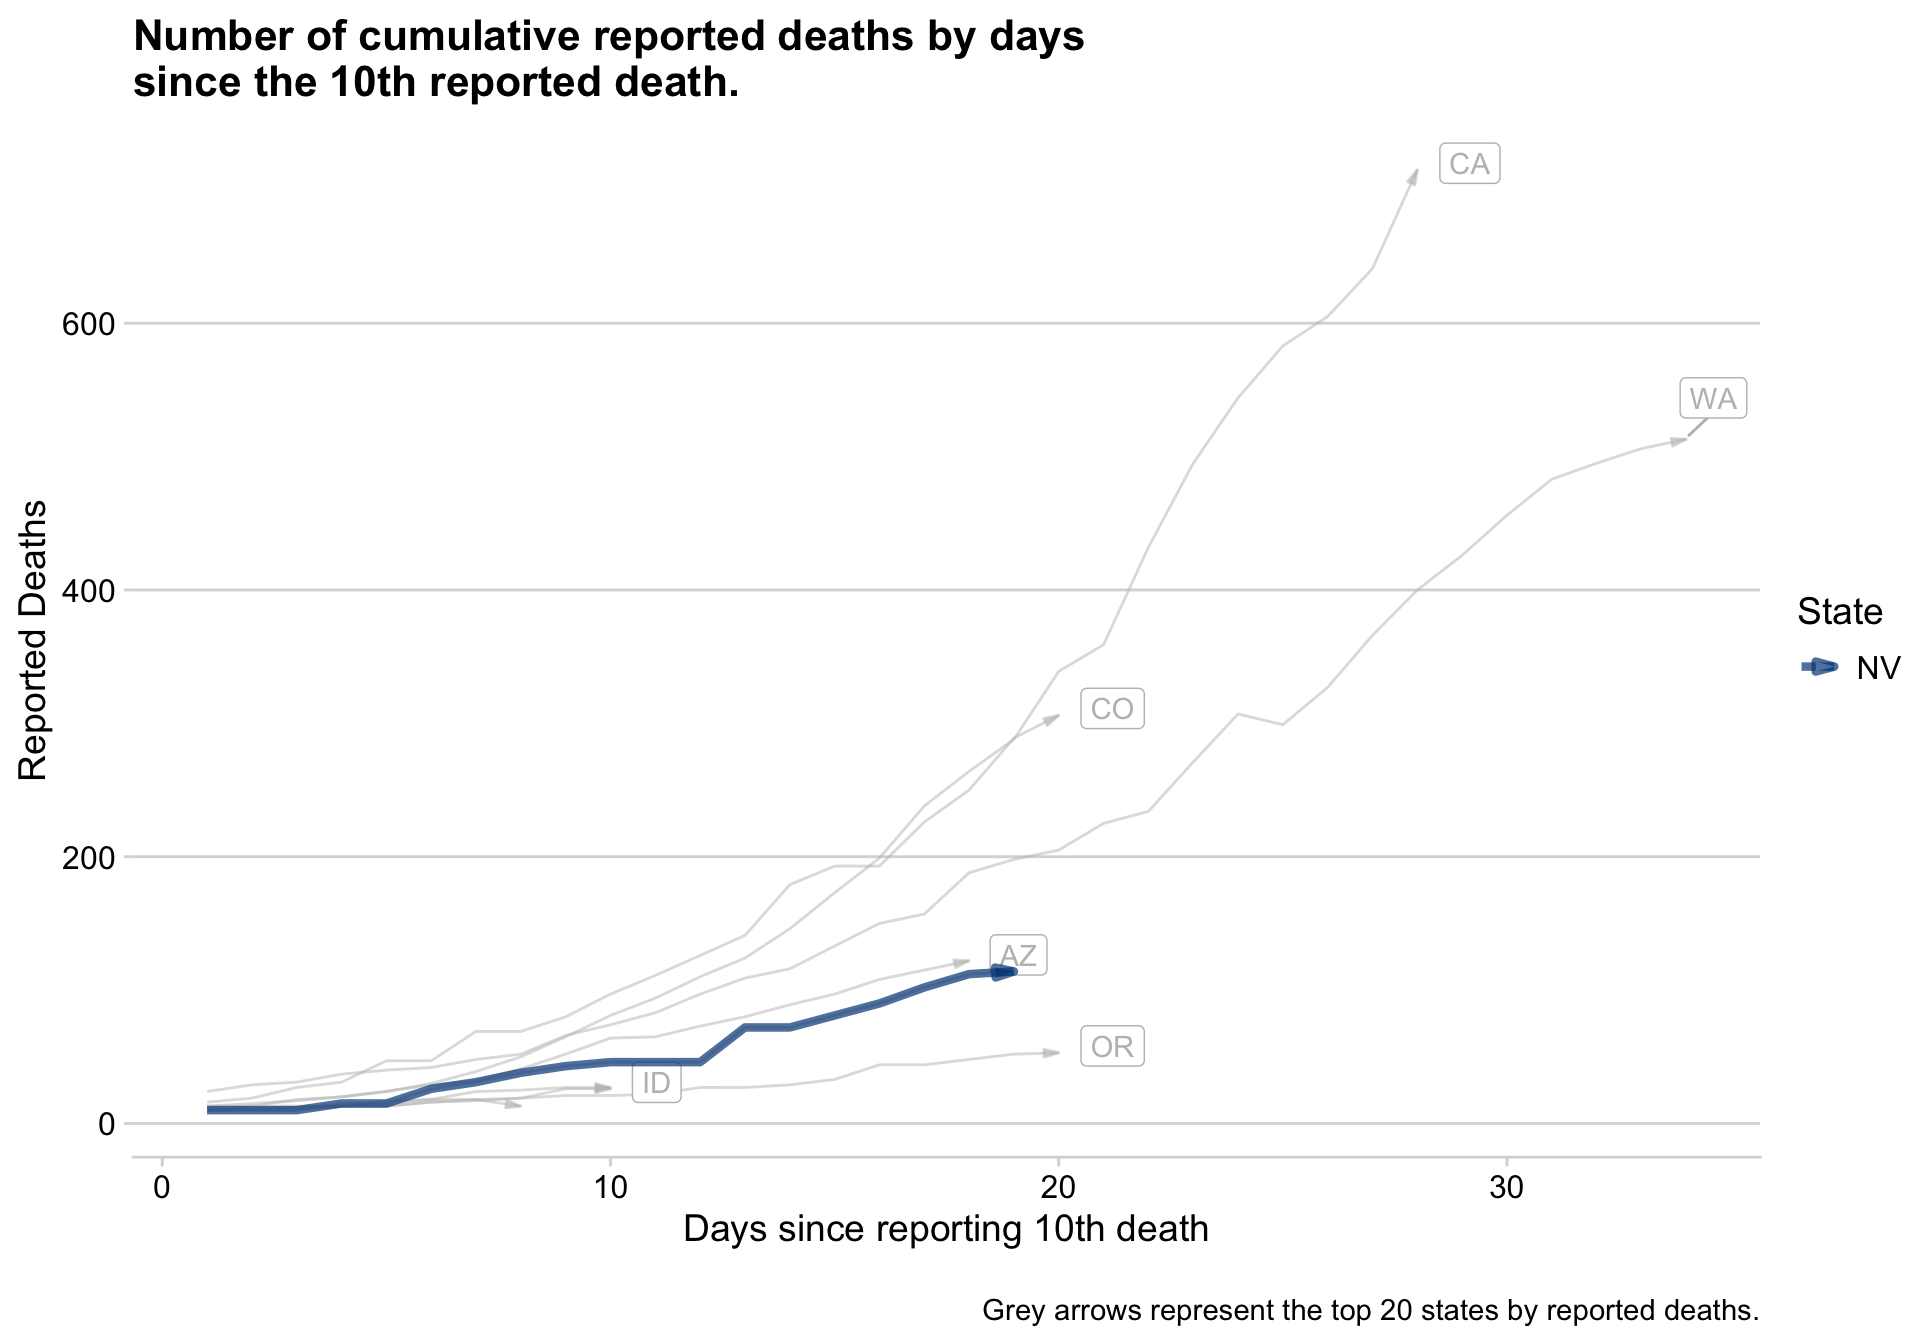 Number of cumulative reported deaths by days
since the 10th reported death.
CA
600
WA
400
Reported Deaths
State
NV
CO
200
AZ
OR
ID
0
0 10 20 30
Days since reporting 10th death
Grey arrows represent the top 20 states by reported deaths.